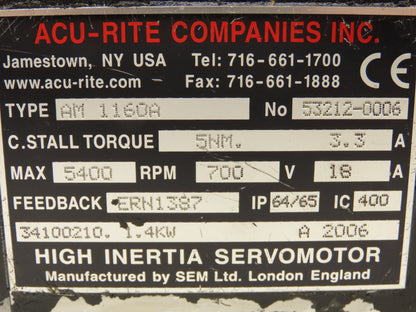 ACU-RITE COMPANIES INC.
Jamestown, NY USA Tel: 716-661-1700
www.acu-rite.com Fax: 716-661-1888 CE
TYPE AM 1160A No 53212-0006
C.STALL TORQUE 5NM. 3.3 A
MAX 5400 RPM 700 V 18 A
FEEDBACK ERN1387 IP 64/65 IC 400
34100210. 1.4KW A 2006
HIGH INERTIA SERVOMOTOR
Manufactured by SEM Ltd. London England